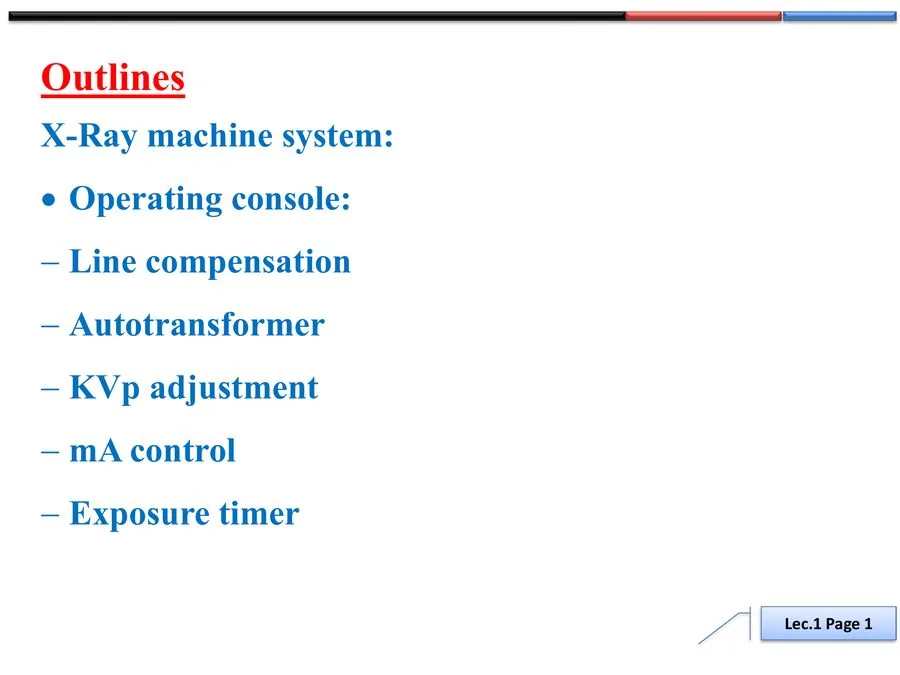 Outlines
X-Ray machine system:
• Operating console:
– Line compensation
– Autotransformer
– KVp adjustment
– mA control
– Exposure timer
Lec.1 Page 1